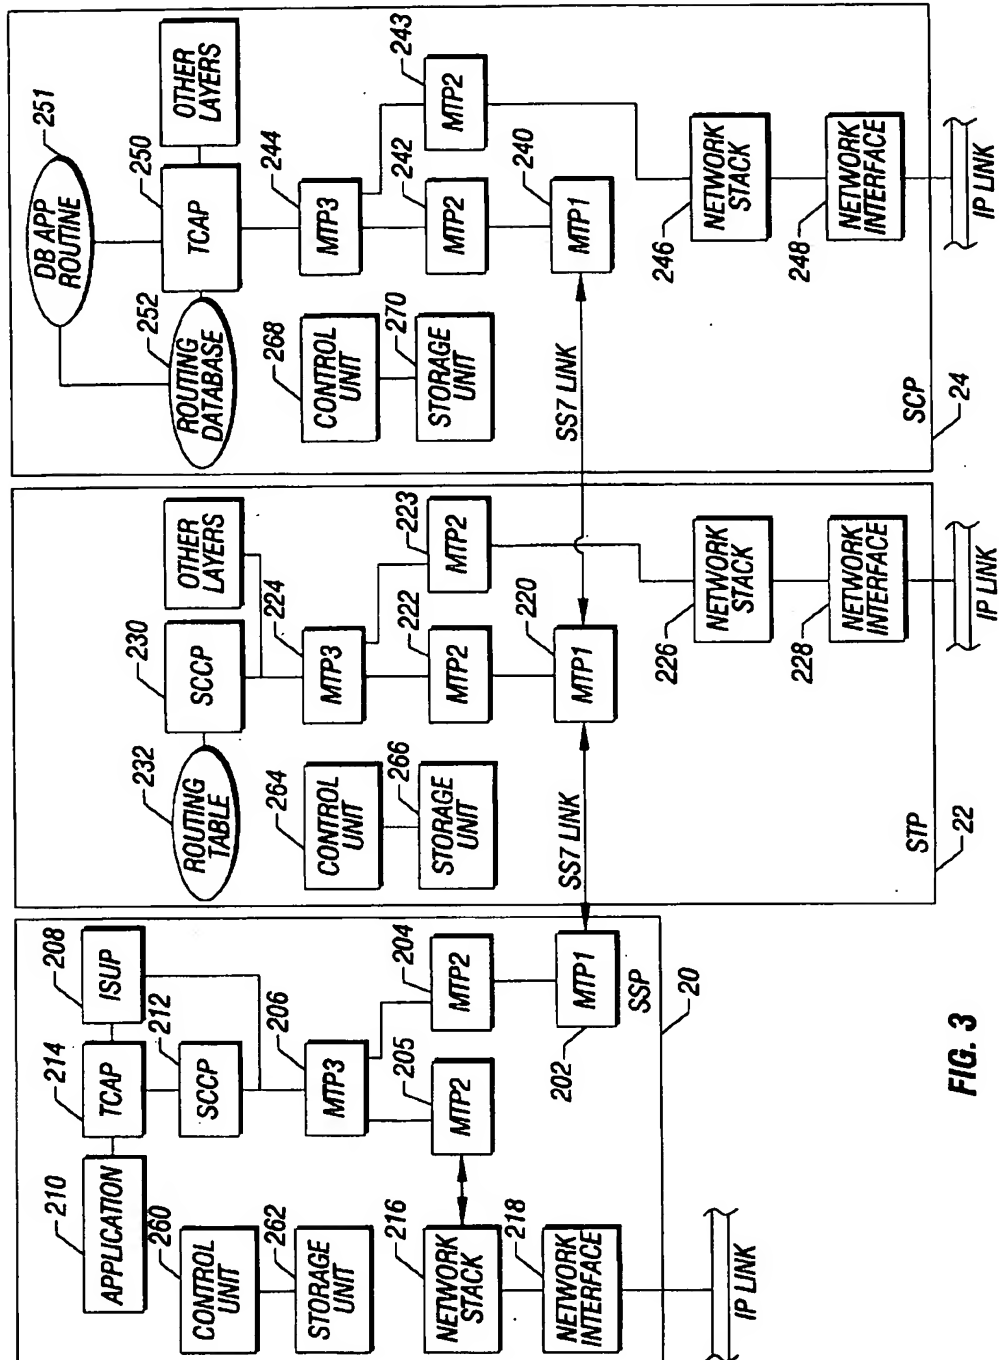 210
APPLICATION
214
TCAP
208
ISUP
212
SCCP
260
CONTROL
UNIT
262
STORAGE
UNIT
206
MTP3
205
MTP2
204
MTP2
216
NETWORK
STACK
218
NETWORK
INTERFACE
202
MTP1
SSP
20
IP LINK
SS7 LINK
232
ROUTING
TABLE
230
SCCP
OTHER
LAYERS
264
CONTROL
UNIT
266
STORAGE
UNIT
224
MTP3
222
MTP2
223
MTP2
220
MTP1
226
NETWORK
STACK
228
NETWORK
INTERFACE
STP
22
IP LINK
SS7 LINK
251
DB APP
ROUTINE
252
ROUTING
DATABASE
250
TCAP
OTHER
LAYERS
268
CONTROL
UNIT
270
STORAGE
UNIT
244
MTP3
242
MTP2
243
MTP2
240
MTP1
246
NETWORK
STACK
248
NETWORK
INTERFACE
SCP
24
IP LINK
FIG. 3